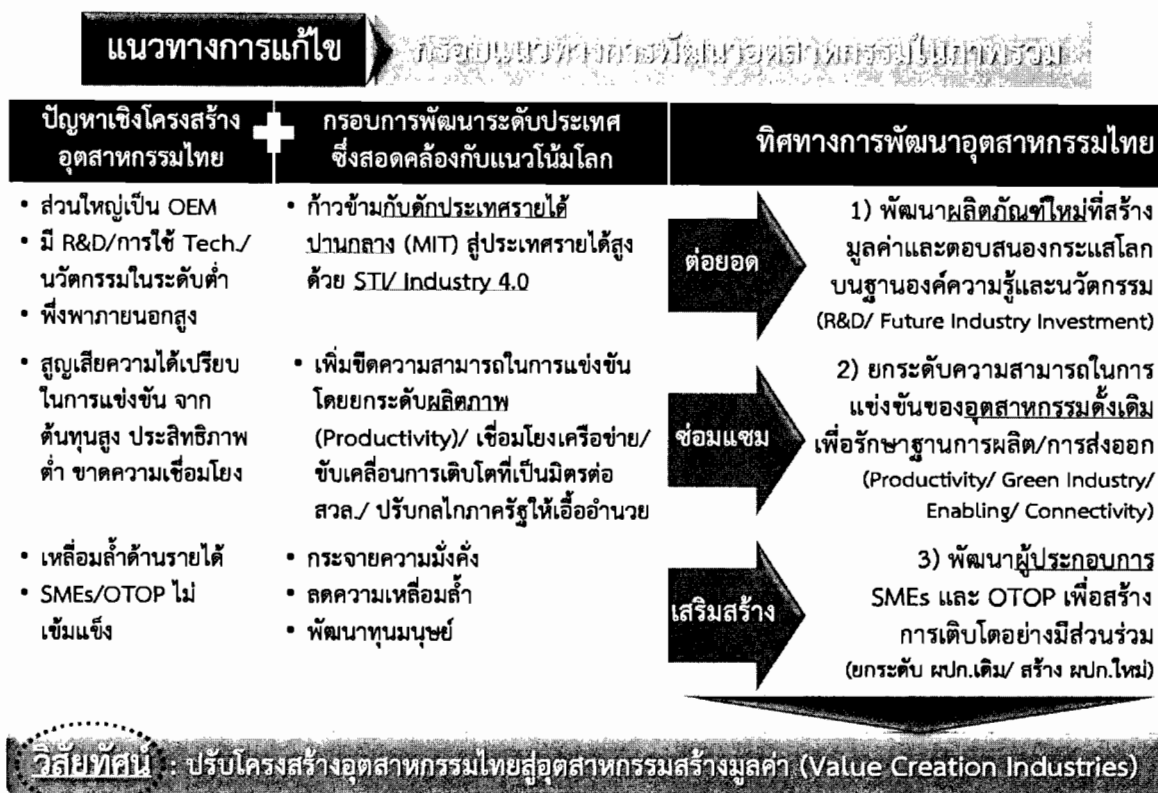 แนวทางการแก้ไข
กรอบแนวทางการพัฒนาอุตสาหกรรมในภาพรวม
ปัญหาเชิงโครงสร้าง
อุตสาหกรรมไทย
+
กรอบการพัฒนาระดับประเทศ
ซึ่งสอดคล้องกับแนวโน้มโลก
ทิศทางการพัฒนาอุตสาหกรรมไทย
• ส่วนใหญ่เป็น OEM
• มี R&D/การใช้ Tech./
นวัตกรรมในระดับต่ำ
• พึ่งพาภายนอกสูง
• ก้าวข้ามกับดักประเทศรายได้
ปานกลาง (MIT) สู่ประเทศรายได้สูง
ด้วย STI/ Industry 4.0
ต่อยอด
1) พัฒนาผลิตภัณฑ์ใหม่ที่สร้าง
มูลค่าและตอบสนองกระแสโลก
บนฐานองค์ความรู้และนวัตกรรม
(R&D/ Future Industry Investment)
• สูญเสียความได้เปรียบ
ในการแข่งขัน จาก
ต้นทุนสูง ประสิทธิภาพ
ต่ำ ขาดความเชื่อมโยง
• เพิ่มขีดความสามารถในการแข่งขัน
โดยยกระดับผลิตภาพ
(Productivity)/ เชื่อมโยงเครือข่าย/
ขับเคลื่อนการเติบโตที่เป็นมิตรต่อ
สวล./ ปรับกลไกภาครัฐให้เอื้ออำนวย
ซ่อมแซม
2) ยกระดับความสามารถในการ
แข่งขันของอุตสาหกรรมดั้งเดิม
เพื่อรักษาฐานการผลิต/การส่งออก
(Productivity/ Green Industry/
Enabling/ Connectivity)
• เหลื่อมล้ำด้านรายได้
• SMEs/OTOP ไม่
เข้มแข็ง
• กระจายความมั่งคั่ง
• ลดความเหลื่อมล้ำ
• พัฒนาทุนมนุษย์
เสริมสร้าง
3) พัฒนาผู้ประกอบการ
SMEs และ OTOP เพื่อสร้าง
การเติบโตอย่างมีส่วนร่วม
(ยกระดับ ผปก.เดิม/ สร้าง ผปก.ใหม่)
วิสัยทัศน์ : ปรับโครงสร้างอุตสาหกรรมไทยสู่อุตสาหกรรมสร้างมูลค่า (Value Creation Industries)